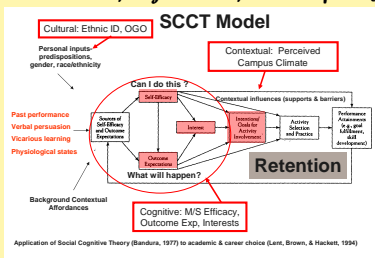 SCCT Model
Cultural: Ethnic ID, OGO
Personal inputs-
predispositions,
gender, race/ethnicity
Contextual: Perceived
Campus Climate
Can I do this ?
Contextual influences (supports & barriers)
Past performance
Verbal persuasion
Vicarious learning
Physiological states
Sources of
Self-Efficacy
and Outcome
Expectations
Self-Efficacy
Interest
Outcome
Expectations
Intentions/
Goals for
Activity
Involvement
Activity
Selection
and Practice
Performance
Attainments
(e.g., goal
fulfillment,
skill
development)
What will happen?
Retention
Background Contextual
Affordances
Cognitive: M/S Efficacy,
Outcome Exp, Interests
Application of Social Cognitive Theory (Bandura, 1977) to academic & career choice (Lent, Brown, & Hackett, 1994)